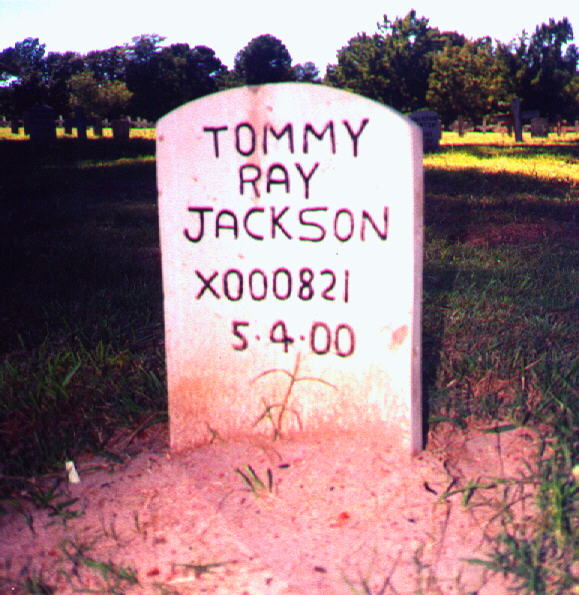 TOMMY
RAY
JACKSON
X000821
5·4·00